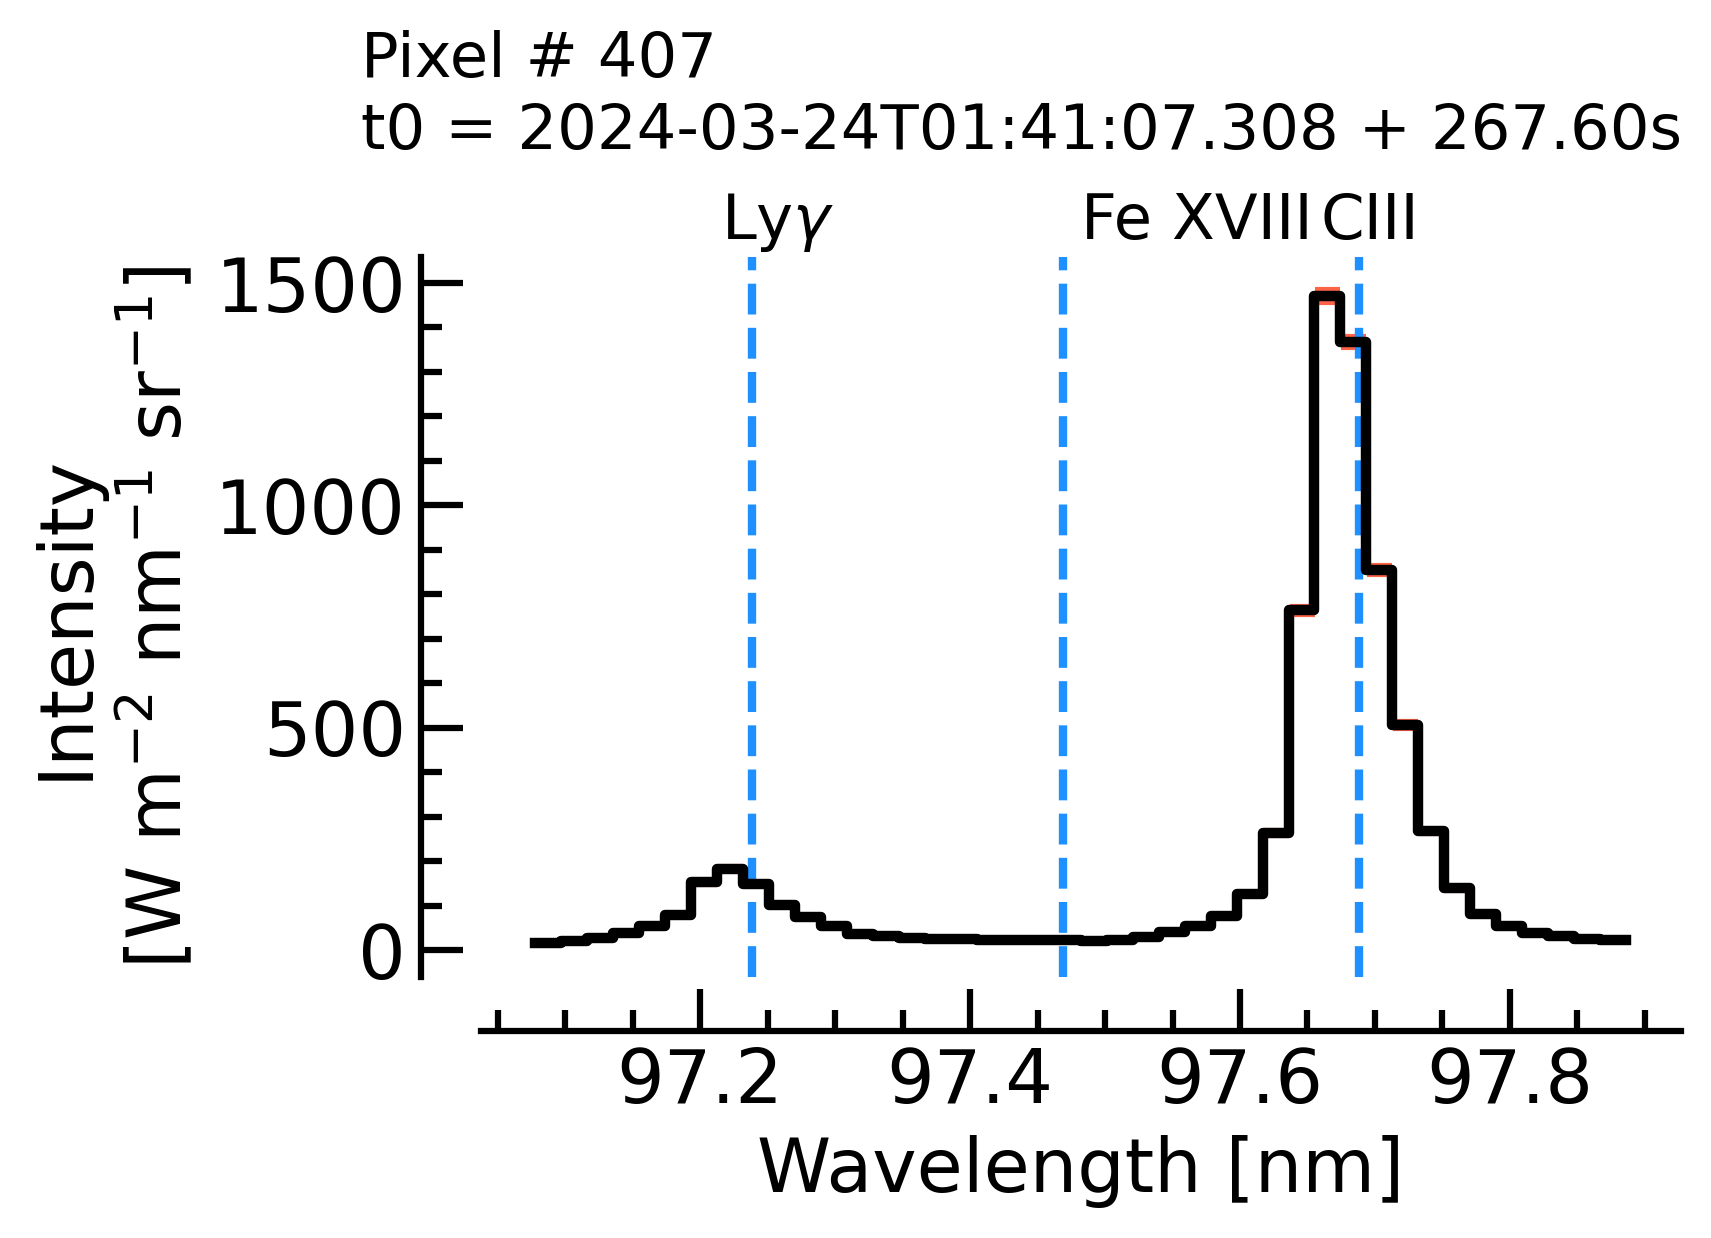 Pixel # 407
t0 = 2024-03-24T01:41:07.308 + 267.60s
Lyγ Fe XVIII CIII
Intensity
[W m⁻² nm⁻¹ sr⁻¹]
1500
1000
500
0
97.2 97.4 97.6 97.8
Wavelength [nm]